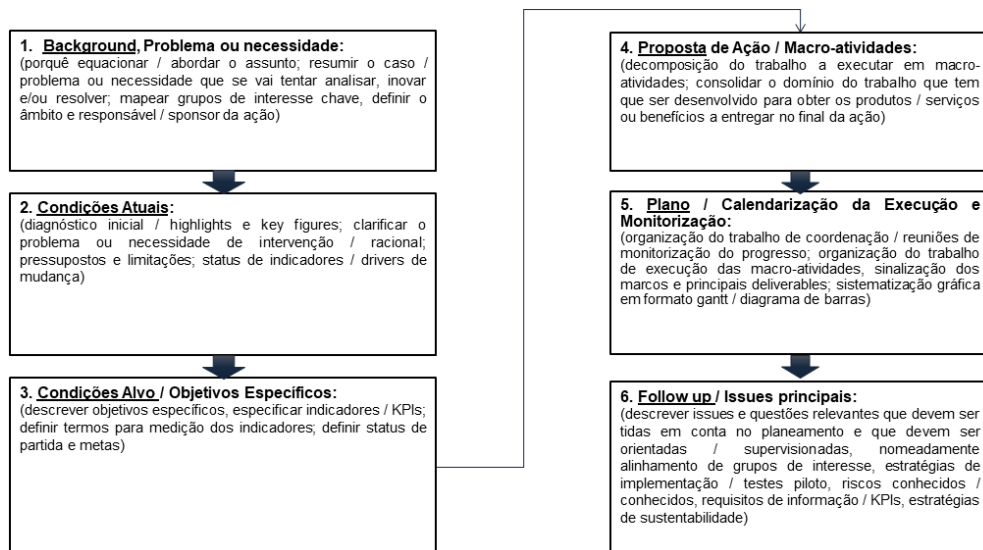 1. Background, Problema ou necessidade:
(porquê equacionar / abordar o assunto; resumir o caso /
problema ou necessidade que se vai tentar analisar, inovar
e/ou resolver; mapear grupos de interesse chave, definir o
âmbito e responsável / sponsor da ação)
2. Condições Atuais:
(diagnóstico inicial / highlights e key figures; clarificar o
problema ou necessidade de intervenção / racional;
pressupostos e limitações; status de indicadores / drivers de
mudança)
3. Condições Alvo / Objetivos Específicos:
(descrever objetivos específicos, especificar indicadores / KPIs;
definir termos para medição dos indicadores; definir status de
partida e metas)
4. Proposta de Ação / Macro-atividades:
(decomposição do trabalho a executar em macro-
atividades; consolidar o domínio do trabalho que tem
que ser desenvolvido para obter os produtos / serviços
ou benefícios a entregar no final da ação)
5. Plano / Calendarização da Execução e
Monitorização:
(organização do trabalho de coordenação / reuniões de
monitorização do progresso; organização do trabalho
de execução das macro-atividades, sinalização dos
marcos e principais deliverables; sistematização gráfica
em formato gantt / diagrama de barras)
6. Follow up / Issues principais:
(descrever issues e questões relevantes que devem ser
tidas em conta no planeamento e que devem ser
orientadas / supervisionadas, nomeadamente
alinhamento de grupos de interesse, estratégias de
implementação / testes piloto, riscos conhecidos /
conhecidos, requisitos de informação / KPIs, estratégias
de sustentabilidade)